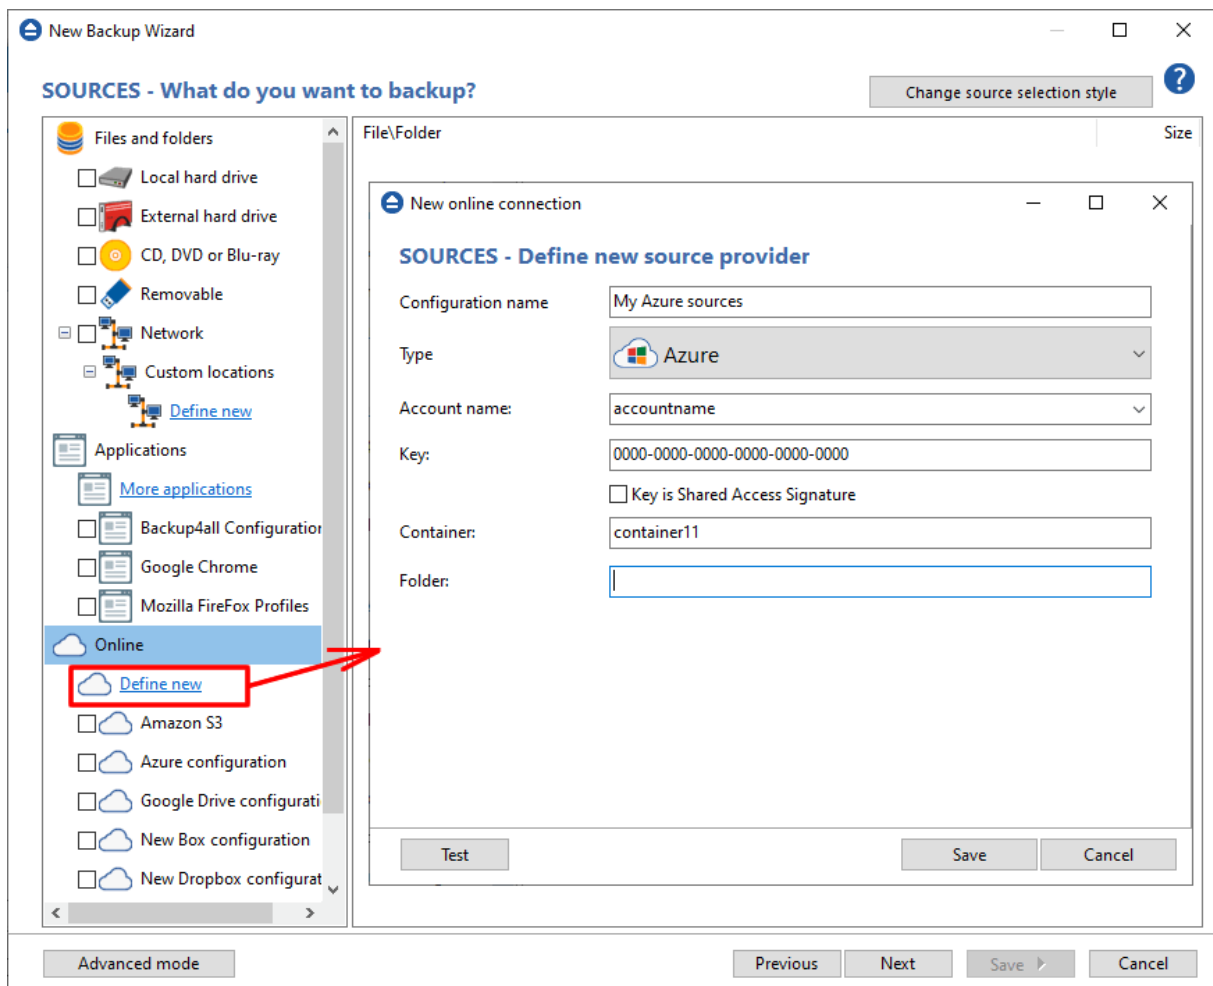 New Backup Wizard
SOURCES - What do you want to backup?
Change source selection style
?
Files and folders
Local hard drive
External hard drive
CD, DVD or Blu-ray
Removable
Network
Custom locations
Define new
Applications
More applications
Backup4all Configuration
Google Chrome
Mozilla FireFox Profiles
Online
Define new
Amazon S3
Azure configuration
Google Drive configurati
New Box configuration
New Dropbox configurat
File\Folder
Size
New online connection
SOURCES - Define new source provider
Configuration name
My Azure sources
Type
Azure
Account name:
accountname
Key:
0000-0000-0000-0000-0000-0000
Key is Shared Access Signature
Container:
container11
Folder:
Test
Save
Cancel
Advanced mode
Previous
Next
Save
Cancel